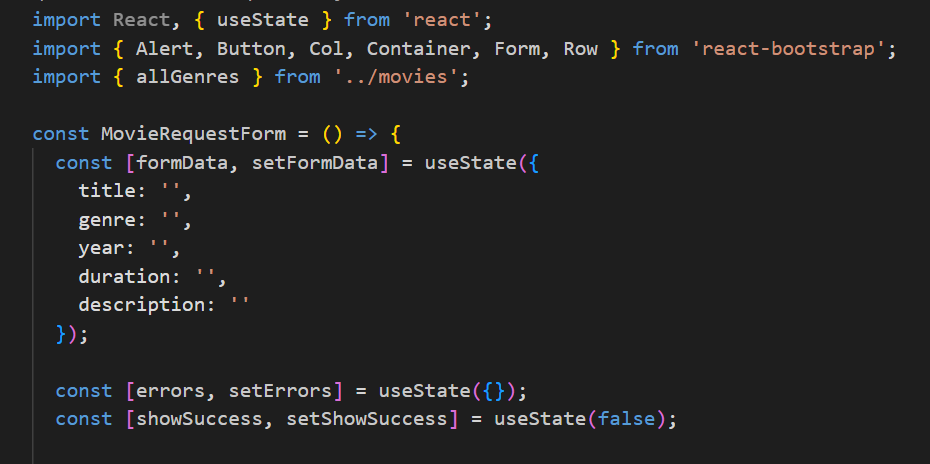 import React, { useState } from 'react';
import { Alert, Button, Col, Container, Form, Row } from 'react-bootstrap';
import { allGenres } from '../movies';

const MovieRequestForm = () => {
  const [formData, setFormData] = useState({
    title: '',
    genre: '',
    year: '',
    duration: '',
    description: ''
  });

  const [errors, setErrors] = useState({});
  const [showSuccess, setShowSuccess] = useState(false);